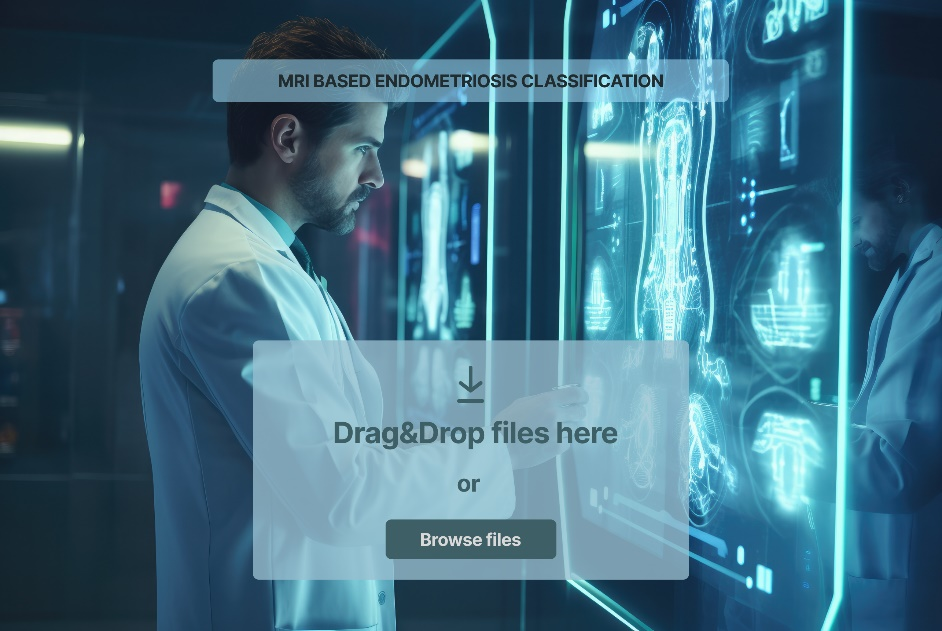 MRI BASED ENDOMETRIOSIS CLASSIFICATION
Drag&Drop files here
or
Browse files